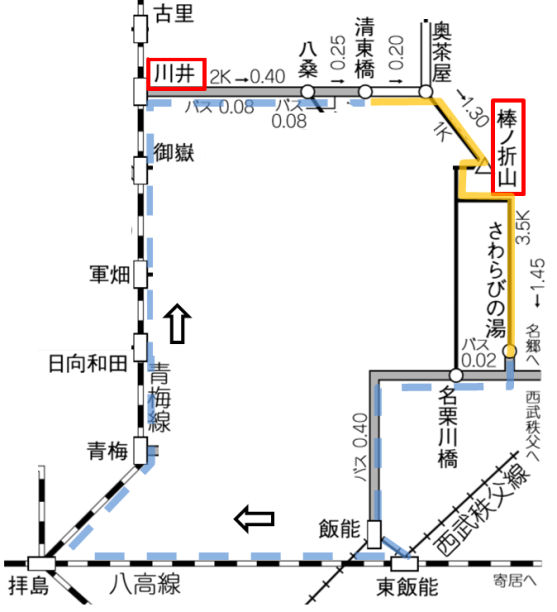 古里
川井
2K→0.40
八桑
→0.25
清東橋
→0.20
奥茶屋
バス 0.08
バス
0.08
→1.30
1K
棒ノ折山
御嶽
3.5K
さわらびの湯
←1.45
軍畑
バス
0.02
名郷へ
日向和田
青梅線
名栗川橋
西武秩父へ
バス 0.40
青梅
西武秩父線
飯能
拝島
八高線
東飯能
寄居へ